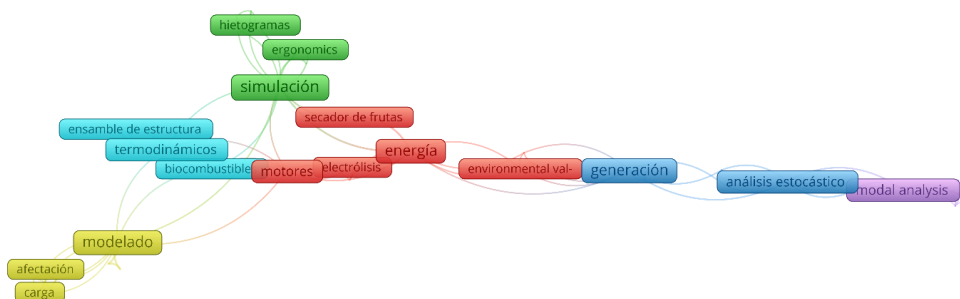 hietogramas
ergonomics
simulación
secador de frutas
ensamble de estructura
termodinámicos
energía
biocombustible
motores
electrólisis
environmental val-
generación
análisis estocástico
modal analysis
modelado
afectación
carga